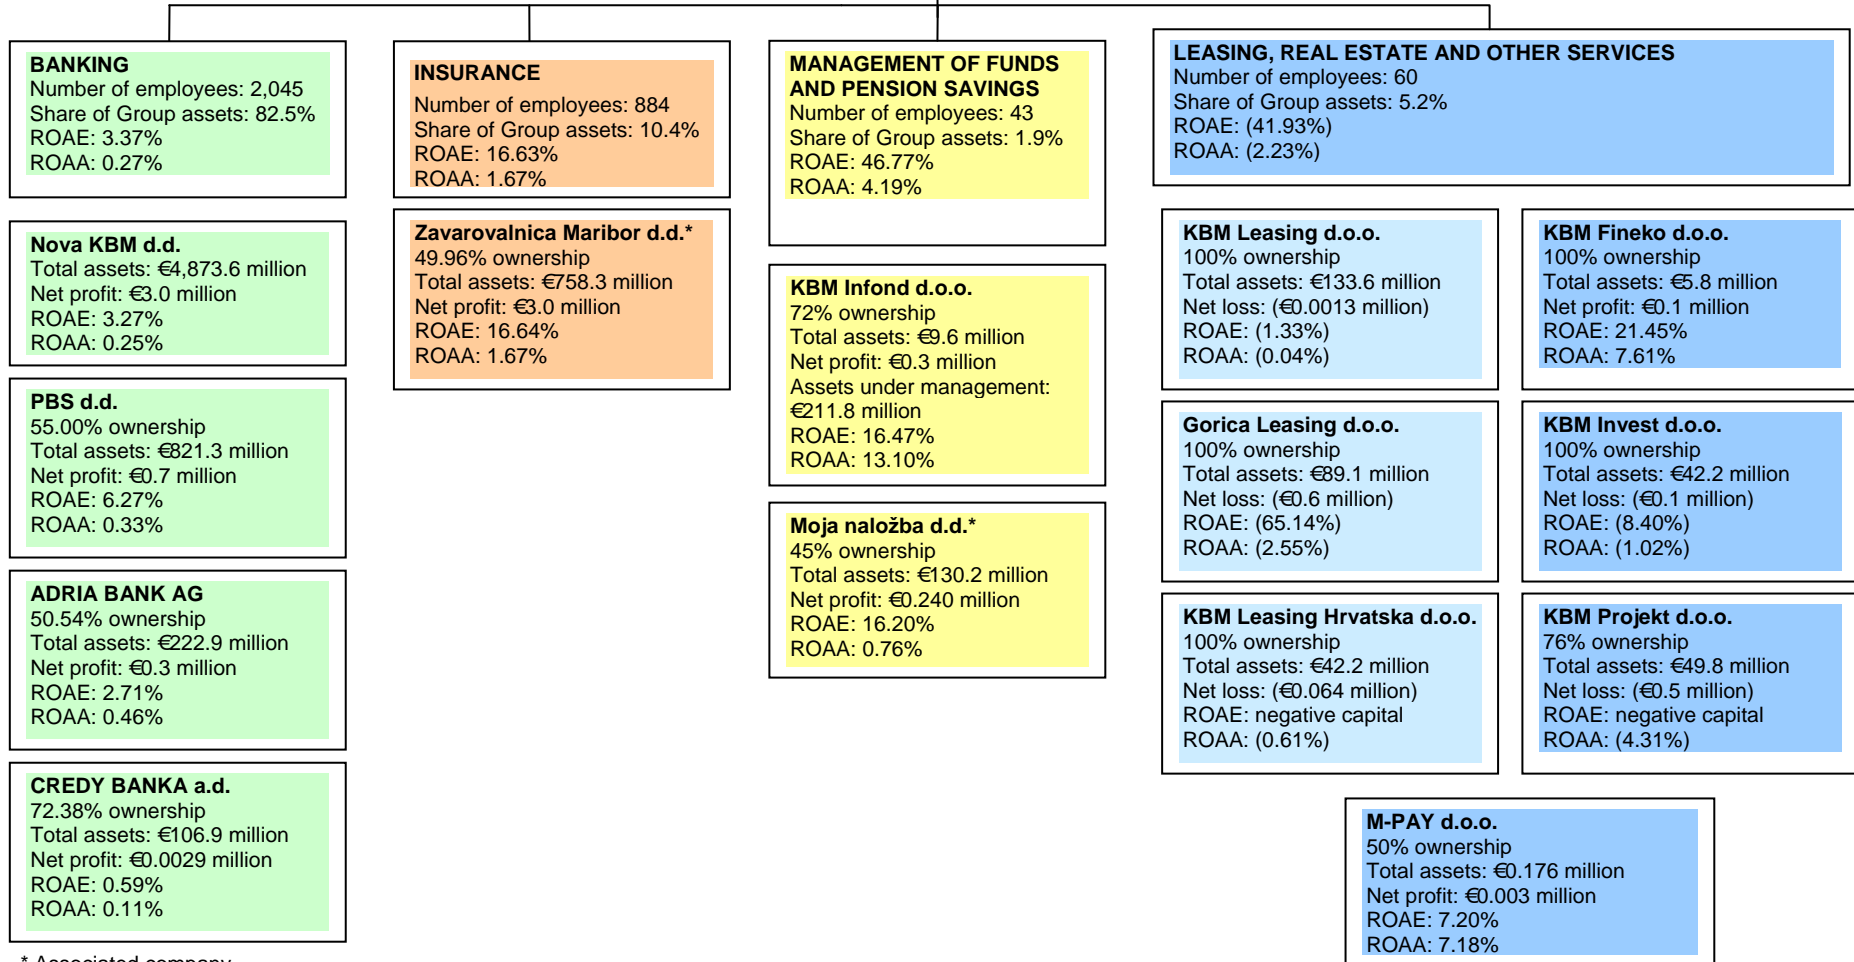 BANKING
Number of employees: 2,045
Share of Group assets: 82.5%
ROAE: 3.37%
ROAA: 0.27%
Nova KBM d.d.
Total assets: €4,873.6 million
Net profit: €3.0 million
ROAE: 3.27%
ROAA: 0.25%
PBS d.d.
55.00% ownership
Total assets: €821.3 million
Net profit: €0.7 million
ROAE: 6.27%
ROAA: 0.33%
ADRIA BANK AG
50.54% ownership
Total assets: €222.9 million
Net profit: €0.3 million
ROAE: 2.71%
ROAA: 0.46%
CREDY BANKA a.d.
72.38% ownership
Total assets: €106.9 million
Net profit: €0.0029 million
ROAE: 0.59%
ROAA: 0.11%
* Associated company
INSURANCE
Number of employees: 884
Share of Group assets: 10.4%
ROAE: 16.63%
ROAA: 1.67%
Zavarovalnica Maribor d.d.*
49.96% ownership
Total assets: €758.3 million
Net profit: €3.0 million
ROAE: 16.64%
ROAA: 1.67%
MANAGEMENT OF FUNDS
AND PENSION SAVINGS
Number of employees: 43
Share of Group assets: 1.9%
ROAE: 46.77%
ROAA: 4.19%
KBM Infond d.o.o.
72% ownership
Total assets: €9.6 million
Net profit: €0.3 million
Assets under management:
€211.8 million
ROAE: 16.47%
ROAA: 13.10%
Moja naložba d.d.*
45% ownership
Total assets: €130.2 million
Net profit: €0.240 million
ROAE: 16.20%
ROAA: 0.76%
LEASING, REAL ESTATE AND OTHER SERVICES
Number of employees: 60
Share of Group assets: 5.2%
ROAE: (41.93%)
ROAA: (2.23%)
KBM Leasing d.o.o.
100% ownership
Total assets: €133.6 million
Net loss: (€0.0013 million)
ROAE: (1.33%)
ROAA: (0.04%)
Gorica Leasing d.o.o.
100% ownership
Total assets: €89.1 million
Net loss: (€0.6 million)
ROAE: (65.14%)
ROAA: (2.55%)
KBM Leasing Hrvatska d.o.o.
100% ownership
Total assets: €42.2 million
Net loss: (€0.064 million)
ROAE: negative capital
ROAA: (0.61%)
KBM Fineko d.o.o.
100% ownership
Total assets: €5.8 million
Net profit: €0.1 million
ROAE: 21.45%
ROAA: 7.61%
KBM Invest d.o.o.
100% ownership
Total assets: €42.2 million
Net loss: (€0.1 million)
ROAE: (8.40%)
ROAA: (1.02%)
KBM Projekt d.o.o.
76% ownership
Total assets: €49.8 million
Net loss: (€0.5 million)
ROAE: negative capital
ROAA: (4.31%)
M-PAY d.o.o.
50% ownership
Total assets: €0.176 million
Net profit: €0.003 million
ROAE: 7.20%
ROAA: 7.18%